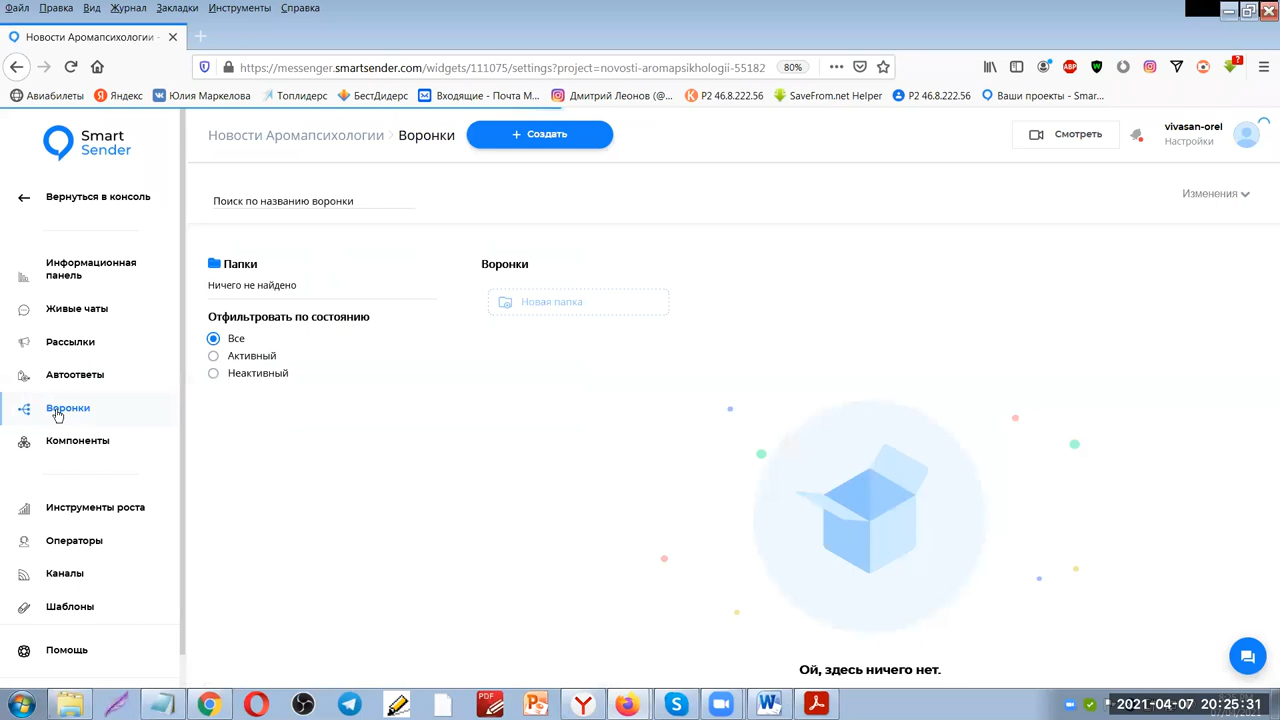 Файл Правка Вид Журнал Закладки Инструменты Справка
Новости Аромапсихологии -
https://messenger.smartsender.com/widgets/111075/settings?project=novosti-aromapsikhologii-55182
80%
ABP
?
Авиабилеты Яндекс Юлия Маркелова Топлидерс БестДидерс Входящие - Почта М... Дмитрий Леонов (@... P2 46.8.222.56 SaveFrom.net Helper P2 46.8.222.56 Ваши проекты - Smar...
Smart
Sender
Новости Аромапсихологии Воронки
+ Создать
Смотреть
vivasan-orel
Настройки
Вернуться в консоль
Поиск по названию воронки
Изменения
Информационная
панель
Живые чаты
Рассылки
Автоответы
Воронки
Компоненты
Инструменты роста
Операторы
Каналы
Шаблоны
Помощь
Папки
Ничего не найдено
Отфильтровать по состоянию
Все
Активный
Неактивный
Воронки
Новая папка
Ой, здесь ничего нет.
PDF
2021-04-07 20:25:31